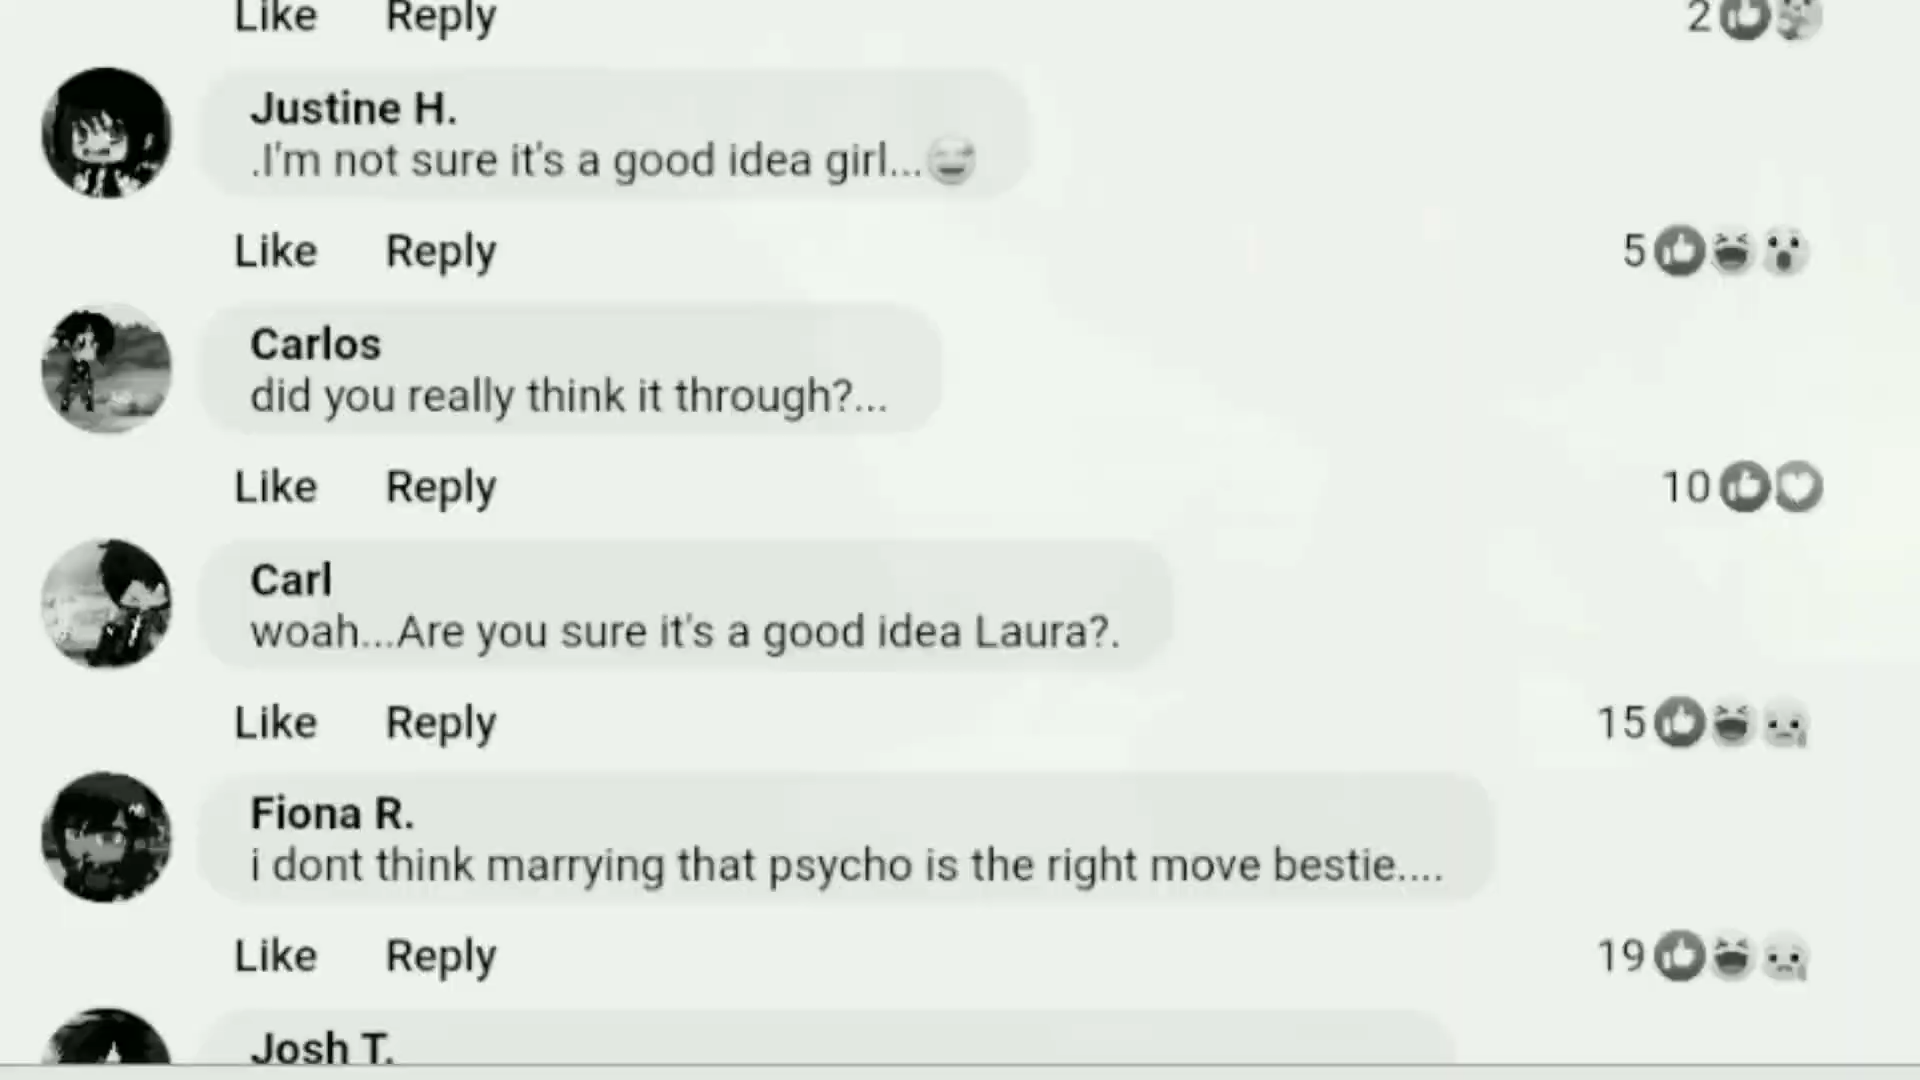 Like Reply 2
Justine H.
.I'm not sure it's a good idea girl...
Like Reply 5
Carlos
did you really think it through?...
Like Reply 10
Carl
woah...Are you sure it's a good idea Laura?.
Like Reply 15
Fiona R.
i dont think marrying that psycho is the right move bestie....
Like Reply 19
Josh T.